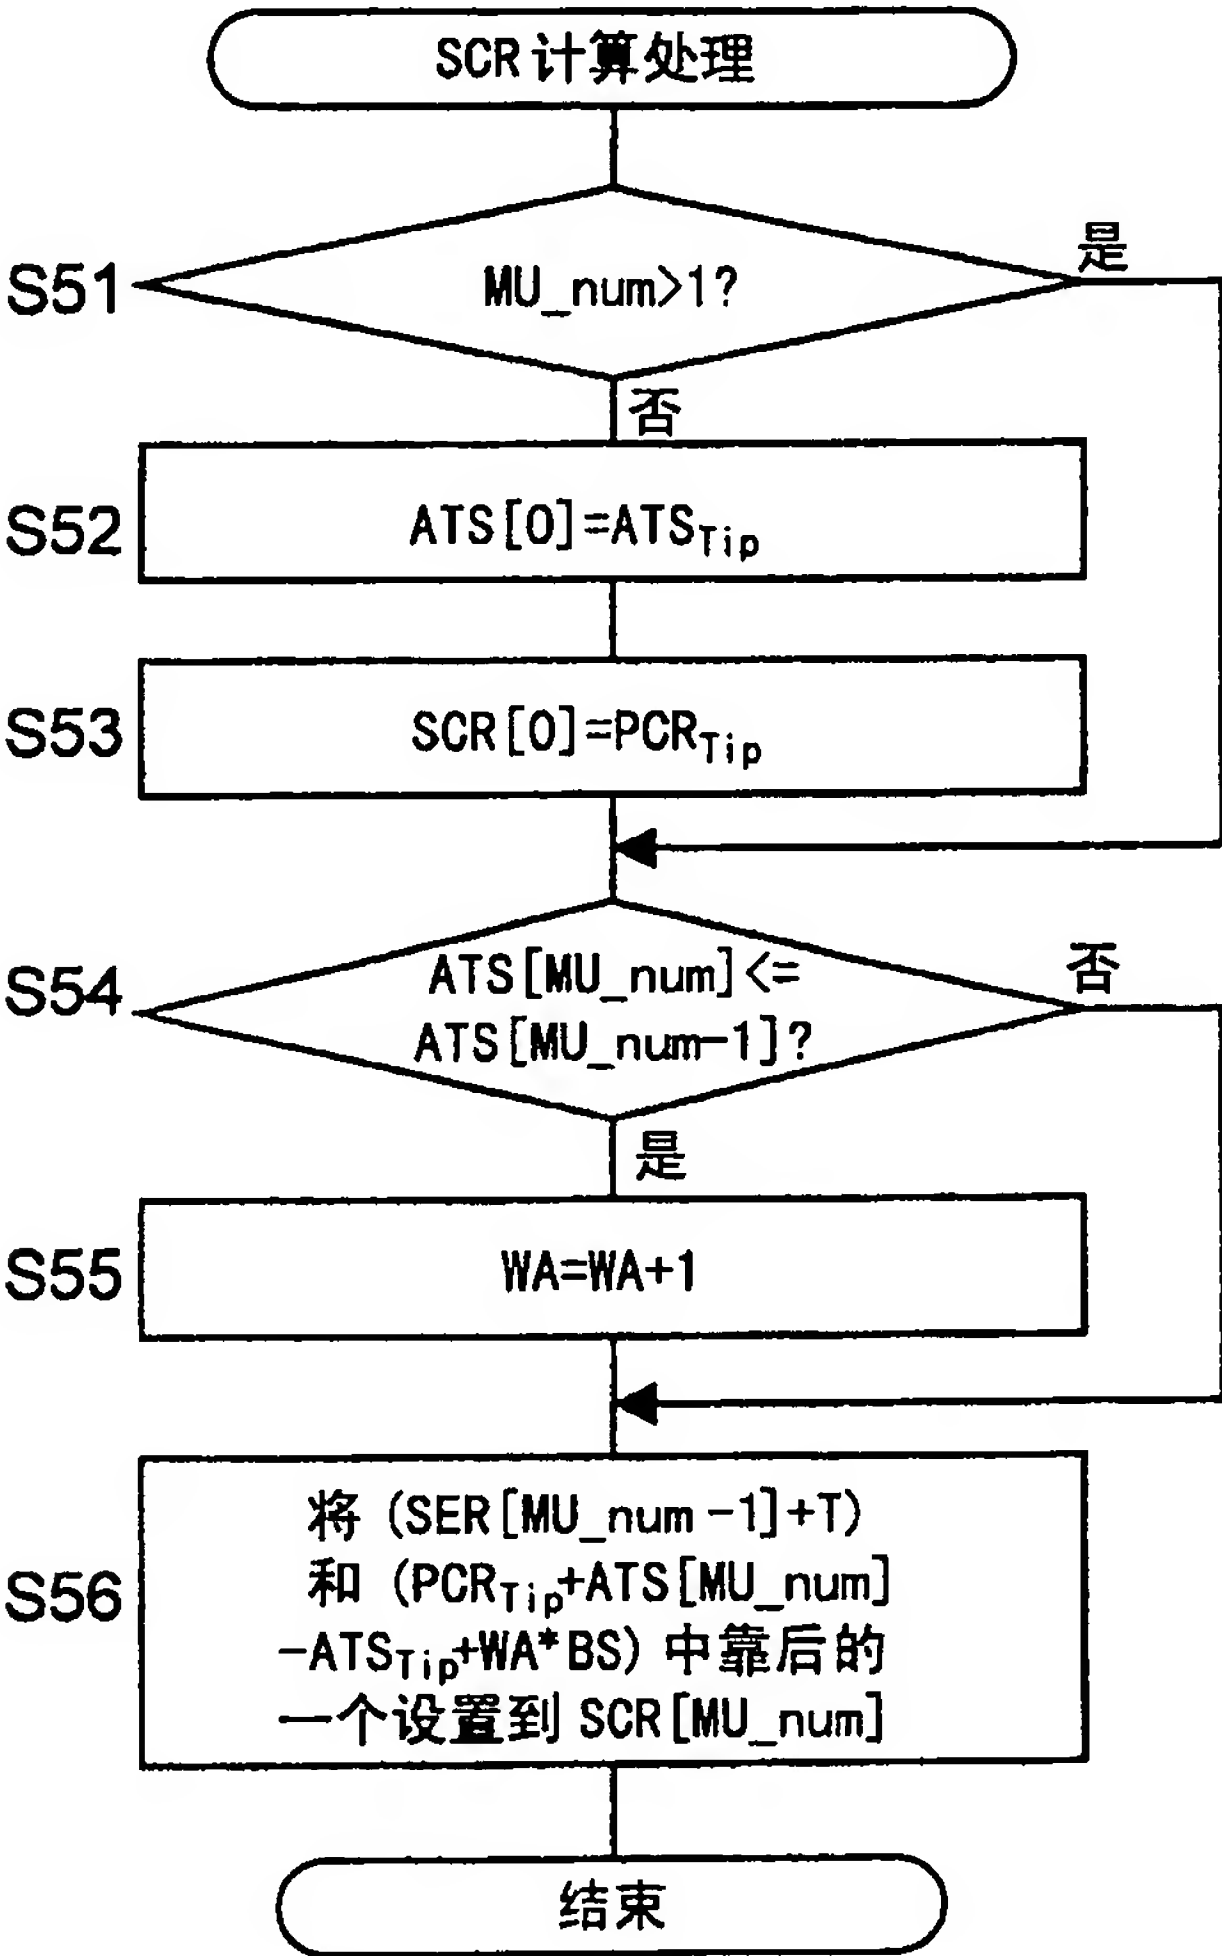 SCR 计算处理
S51
MU_num>1?
是
否
S52
ATS[0]=ATSTip
S53
SCR[0]=PCRTip
S54
ATS[MU_num]<=
ATS[MU_num-1]?
否
是
S55
WA=WA+1
S56
将 (SER[MU_num-1]+T)
和 (PCRTip+ATS[MU_num]
-ATSTip+WA*BS) 中靠后的
一个设置到 SCR[MU_num]
结束